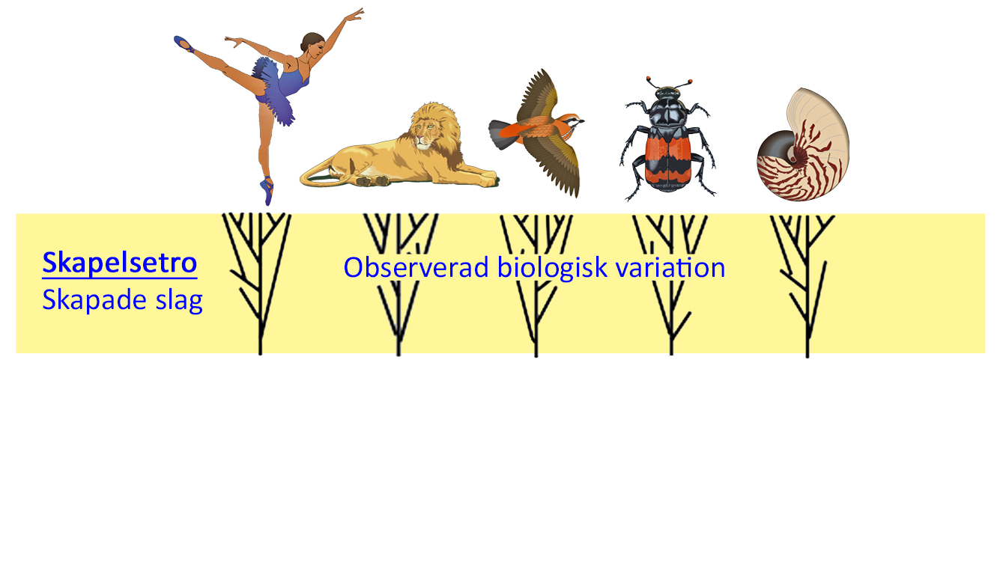 Skapelsetro
Skapade slag
Observerad biologisk variation